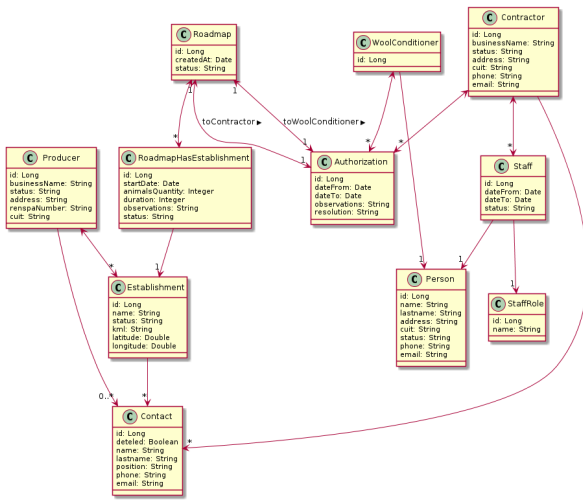 C Roadmap
id: Long
createdAt: Date
status: String
C WoolConditioner
id: Long
C Contractor
id: Long
businessName: String
status: String
address: String
cuit: String
phone: String
email: String
1
1
toContractor
toWoolConditioner
*
1
1
*
*
*
C Producer
id: Long
businessName: String
status: String
address: String
renspaNumber: String
cuit: String
C RoadmapHasEstablishment
id: Long
startDate: Date
animalsQuantity: Integer
duration: Integer
observations: String
status: String
C Authorization
id: Long
dateFrom: Date
dateTo: Date
observations: String
resolution: String
C Staff
id: Long
dateFrom: Date
dateTo: Date
status: String
*
1
1
1
1
C Establishment
id: Long
name: String
status: String
kml: String
latitude: Double
longitude: Double
C Person
id: Long
name: String
lastname: String
address: String
cuit: String
status: String
phone: String
email: String
C StaffRole
id: Long
name: String
0..*
*
*
C Contact
id: Long
deteled: Boolean
name: String
lastname: String
position: String
phone: String
email: String